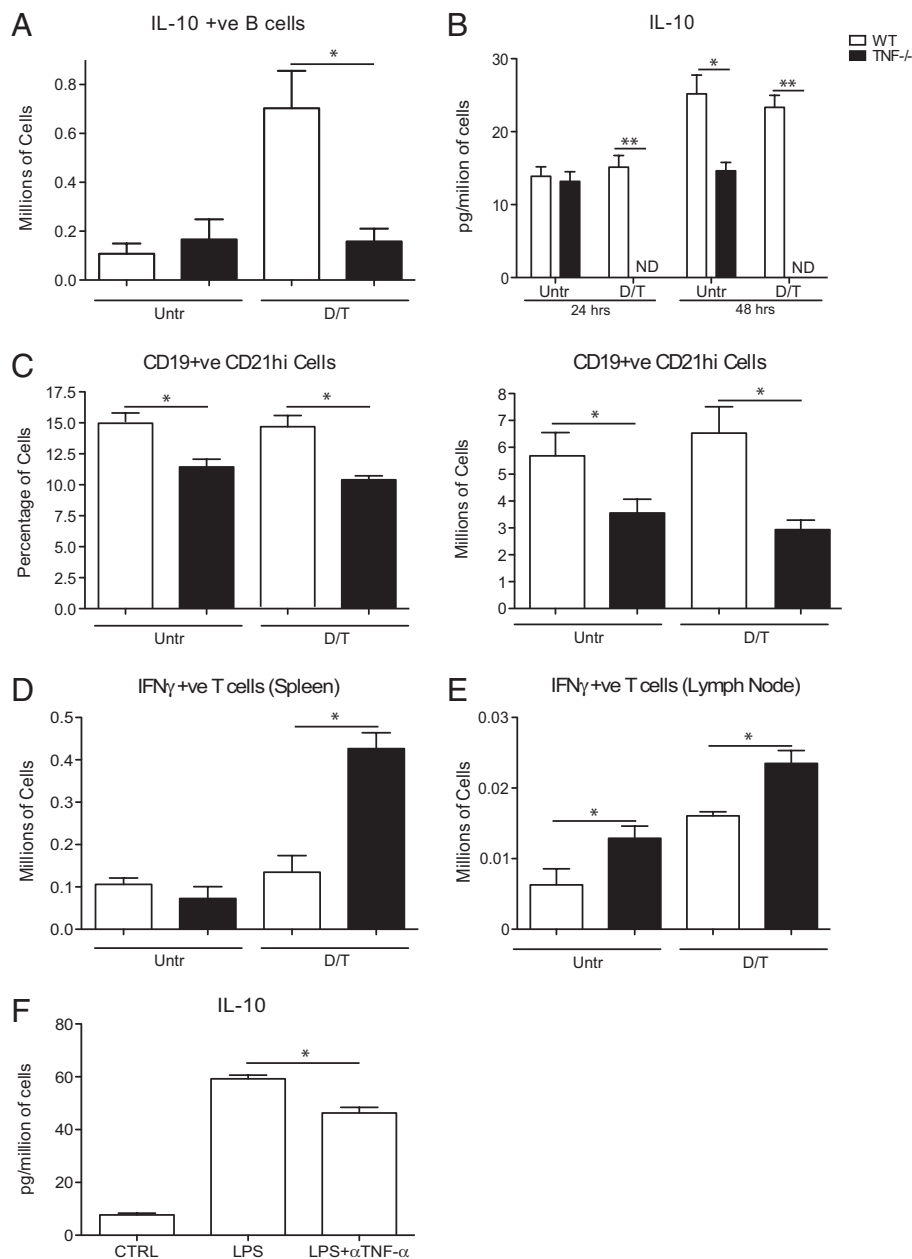 A
IL-10 +ve B cells
*
Millions of Cells
0.8
0.6
0.4
0.2
0.0
Untr
D/T
B
IL-10
WT
TNF-/-
pg/milion of cells
30
20
10
0
*
**
**
ND
ND
Untr
D/T
Untr
D/T
24 hrs
48 hrs
C
CD19+ve CD21hi Cells
Percentage of Cells
17.5
15.0
12.5
10.0
7.5
5.0
2.5
0.0
*
*
Untr
D/T
CD19+ve CD21hi Cells
Millions of Cells
8
7
6
5
4
3
2
1
0
*
*
Untr
D/T
D
IFNγ +ve T cells (Spleen)
Millions of Cells
0.5
0.4
0.3
0.2
0.1
0.0
*
Untr
D/T
E
IFNγ +ve T cells (Lymph Node)
Millions of Cells
0.03
0.02
0.01
0
*
*
Untr
D/T
F
IL-10
pg/million of cells
80
60
40
20
0
*
CTRL
LPS
LPS+αTNF-α